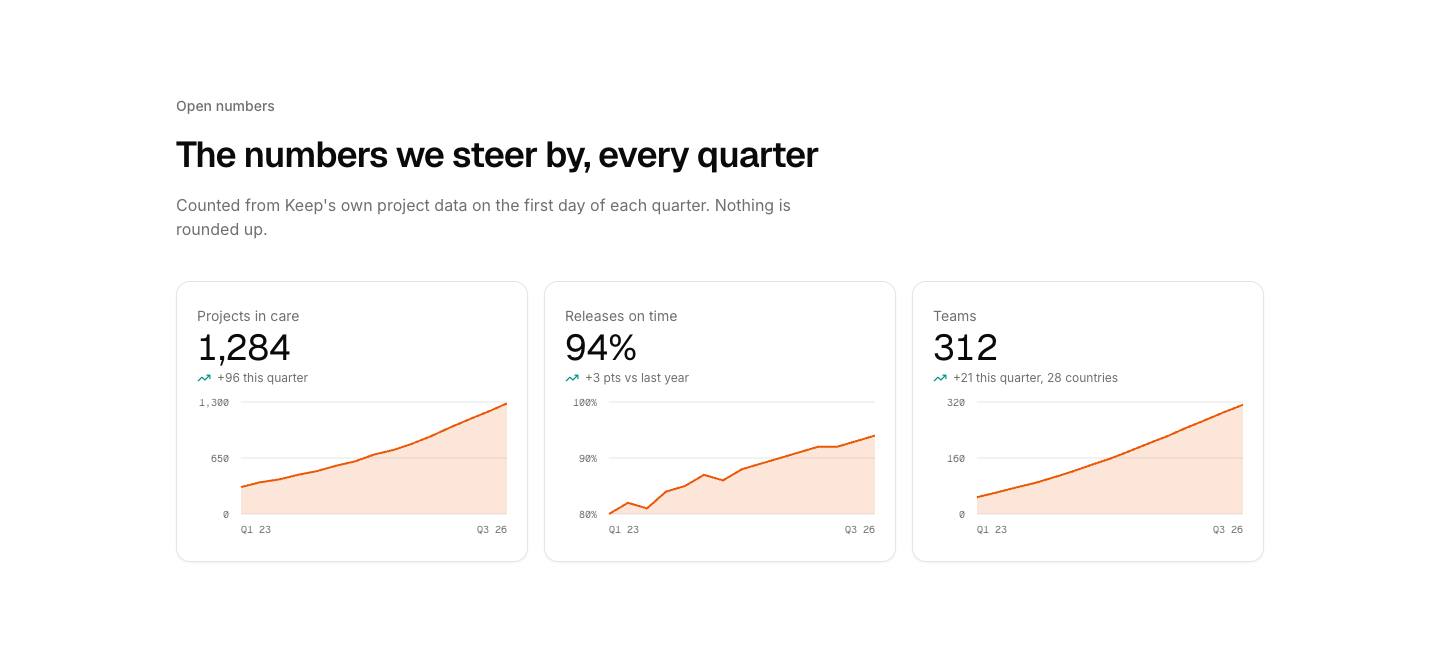 Open numbers
The numbers we steer by, every quarter
Counted from Keep's own project data on the first day of each quarter. Nothing is
rounded up.
Projects in care
1,284
+96 this quarter
1,300
650
0
Q1 23
Q3 26
Releases on time
94%
+3 pts vs last year
100%
90%
80%
Q1 23
Q3 26
Teams
312
+21 this quarter, 28 countries
320
160
0
Q1 23
Q3 26